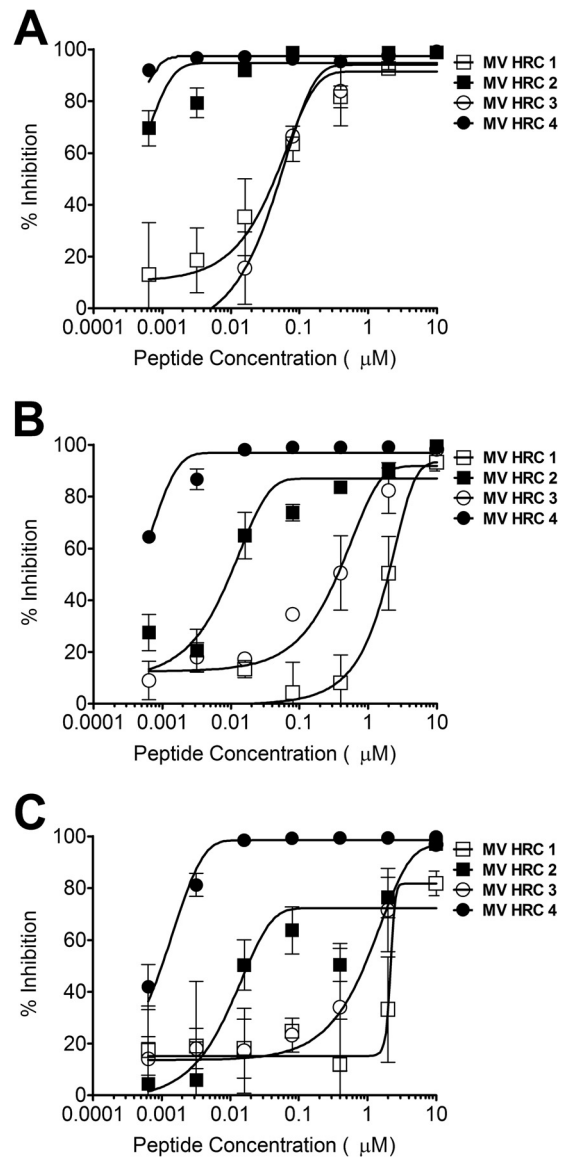 A
100
80
60
40
20
0
% Inhibition
0.0001 0.001 0.01 0.1 1 10
Peptide Concentration ( μM)
MV HRC 1
MV HRC 2
MV HRC 3
MV HRC 4
B
100
80
60
40
20
0
% Inhibition
0.0001 0.001 0.01 0.1 1 10
Peptide Concentration ( μM)
MV HRC 1
MV HRC 2
MV HRC 3
MV HRC 4
C
100
80
60
40
20
0
% Inhibition
0.0001 0.001 0.01 0.1 1 10
Peptide Concentration ( μM)
MV HRC 1
MV HRC 2
MV HRC 3
MV HRC 4